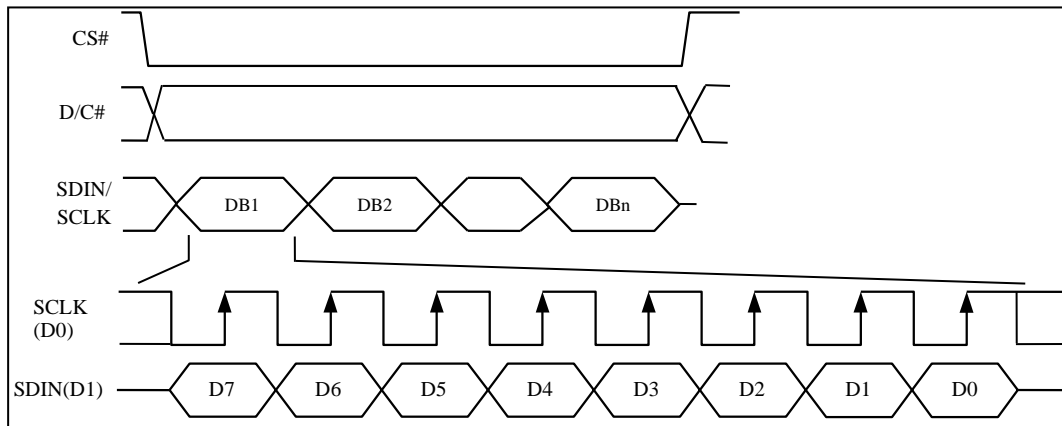 CS#
D/C#
SDIN/
SCLK
DB1 DB2 DBn
SCLK
(D0)
SDIN(D1) D7 D6 D5 D4 D3 D2 D1 D0